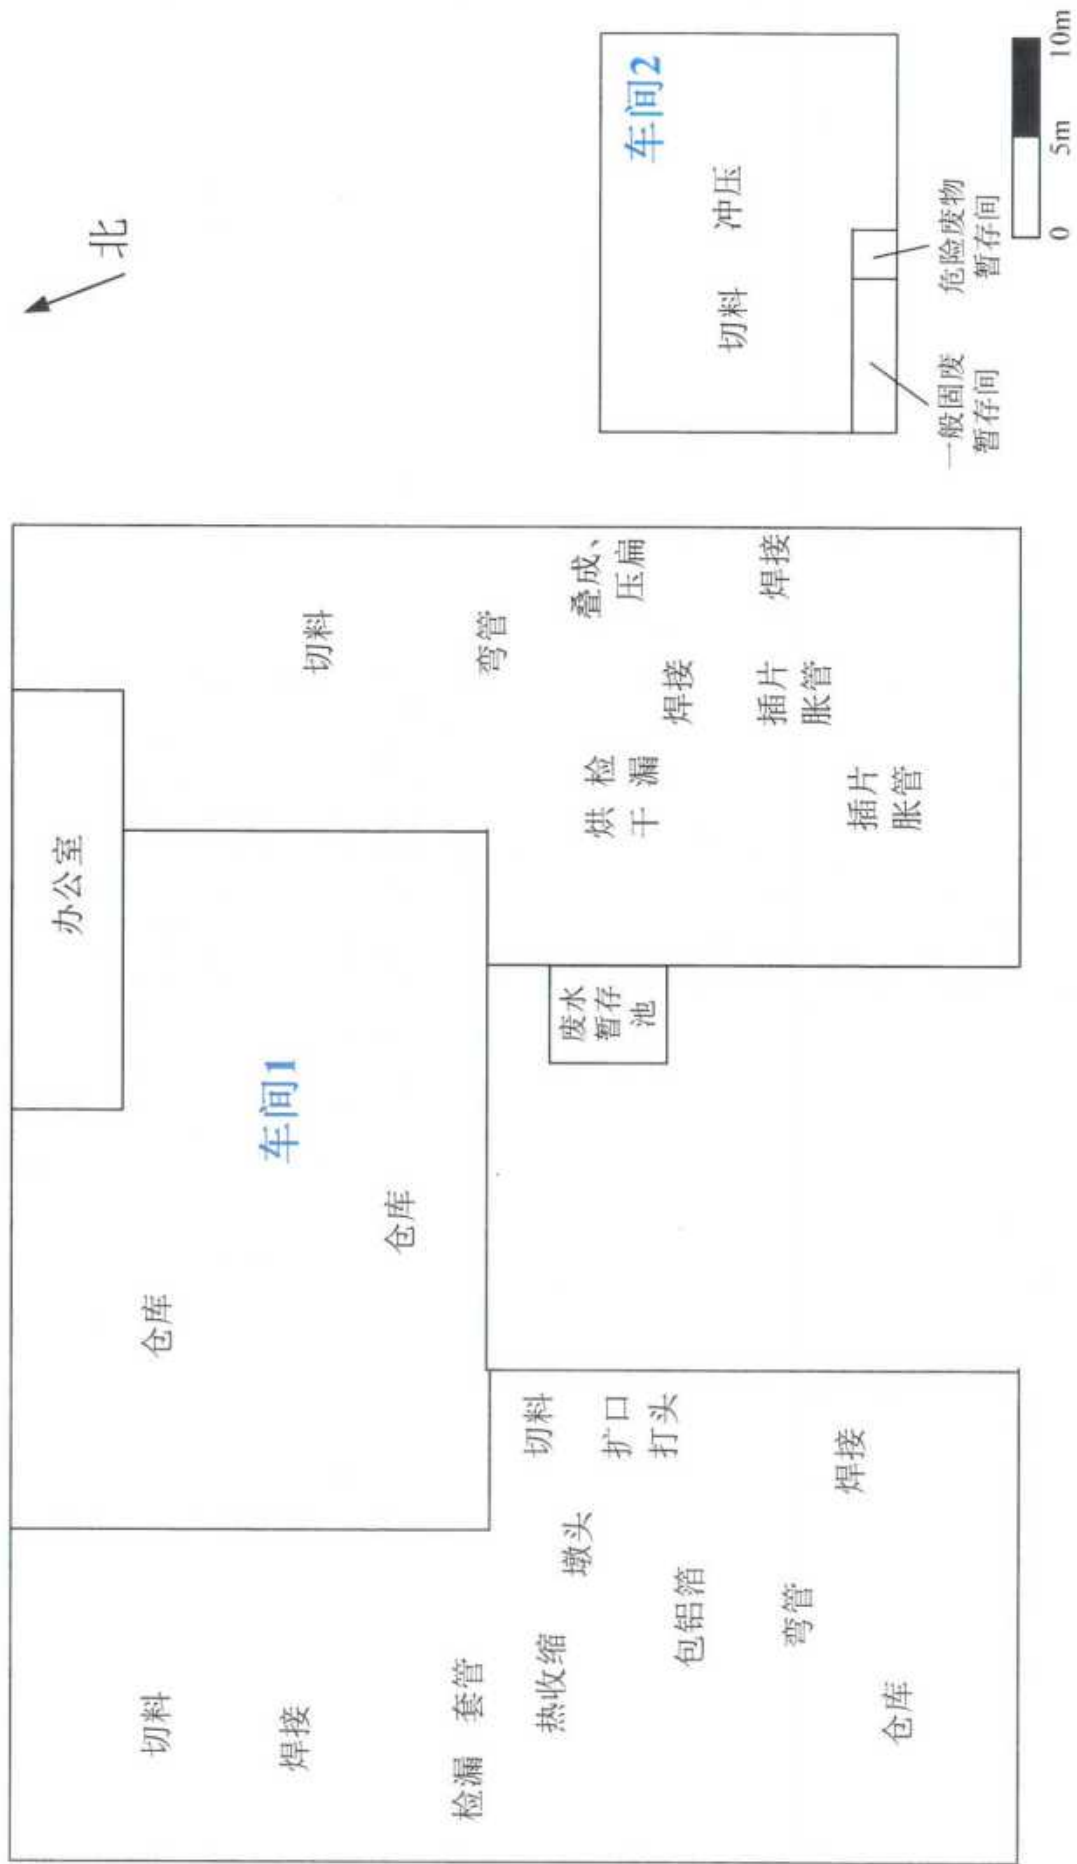 北
车间2
切料
冲压
一般固废
暂存间
危险废物
暂存间
0
5m
10m
办公室
车间1
仓库
仓库
切料
弯管
叠成、
压扁
焊接
焊接
插片
胀管
插片
胀管
烘干
检漏
废水
暂存
池
切料
焊接
检漏
套管
热收缩
墩头
切料
扩口
打头
包铝箔
弯管
焊接
仓库